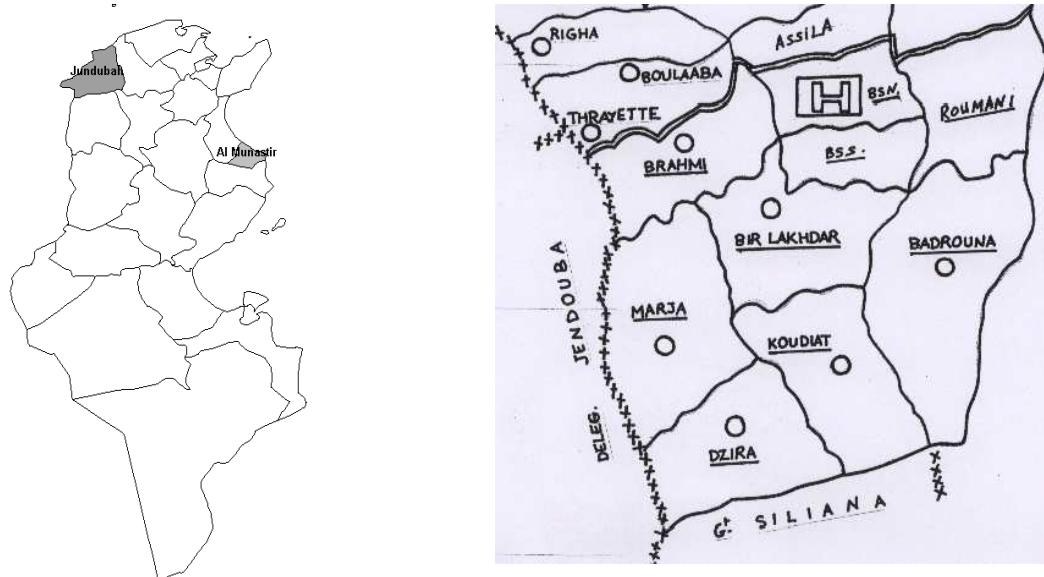 Jundubah
Al Munastir
RIGHA
ASSILA
BOULAABA
BSN.
ROUMANI
THRAYETTE
BRAHMI
BSS.
BIR LAKHDAR
BADROUNA
MARJA
KOUDIAT
DZIRA
DELEG. JENDOUBA
Gt. SILIANA
H